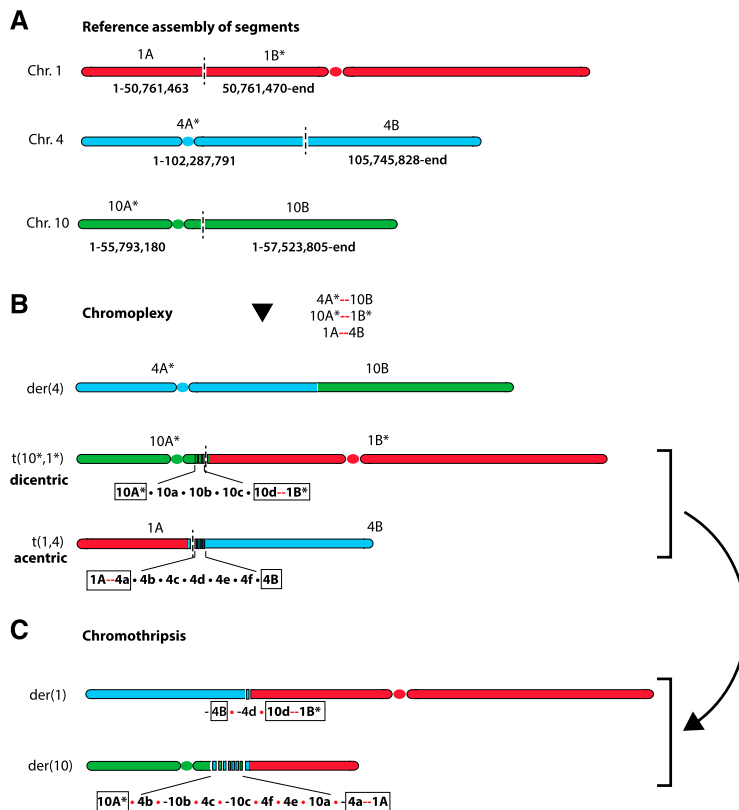 A
Reference assembly of segments
1A 1B*
Chr. 1
1-50,761,463 50,761,470-end
4A* 4B
Chr. 4
1-102,287,791 105,745,828-end
10A* 10B
Chr. 10
1-55,793,180 1-57,523,805-end
B
Chromoplexy
4A*--10B
10A*--1B*
1A--4B
4A* 10B
der(4)
10A* 1B*
t(10*,1*)
dicentric
10A* • 10a • 10b • 10c • 10d--1B*
1A 4B
t(1,4)
acentric
1A--4a • 4b • 4c • 4d • 4e • 4f • 4B
C
Chromothripsis
der(1)
-4B • -4d • 10d--1B*
der(10)
10A* • 4b • -10b • 4c • -10c • 4f • 4e • 10a • -4a--1A